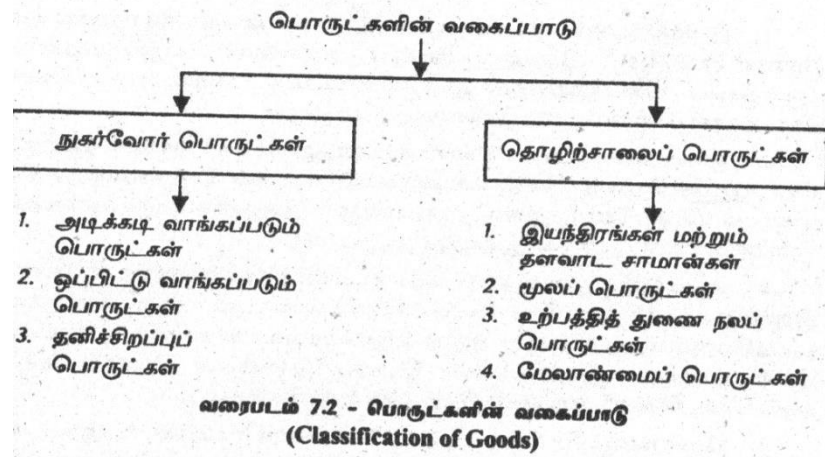 பொருட்களின் வகைப்பாடு
நுகர்வோர் பொருட்கள்
1. அடிக்கடி வாங்கப்படும்
பொருட்கள்
2. ஒப்பிட்டு வாங்கப்படும்
பொருட்கள்
3. தனிச்சிறப்புப்
பொருட்கள்
தொழிற்சாலைப் பொருட்கள்
1. இயந்திரங்கள் மற்றும்
தளவாட சாமான்கள்
2. மூலப் பொருட்கள்
3. உற்பத்தித் துணை நலப்
பொருட்கள்
4. மேலாண்மைப் பொருட்கள்
வரைபடம் 7.2 - பொருட்களின் வகைப்பாடு
(Classification of Goods)